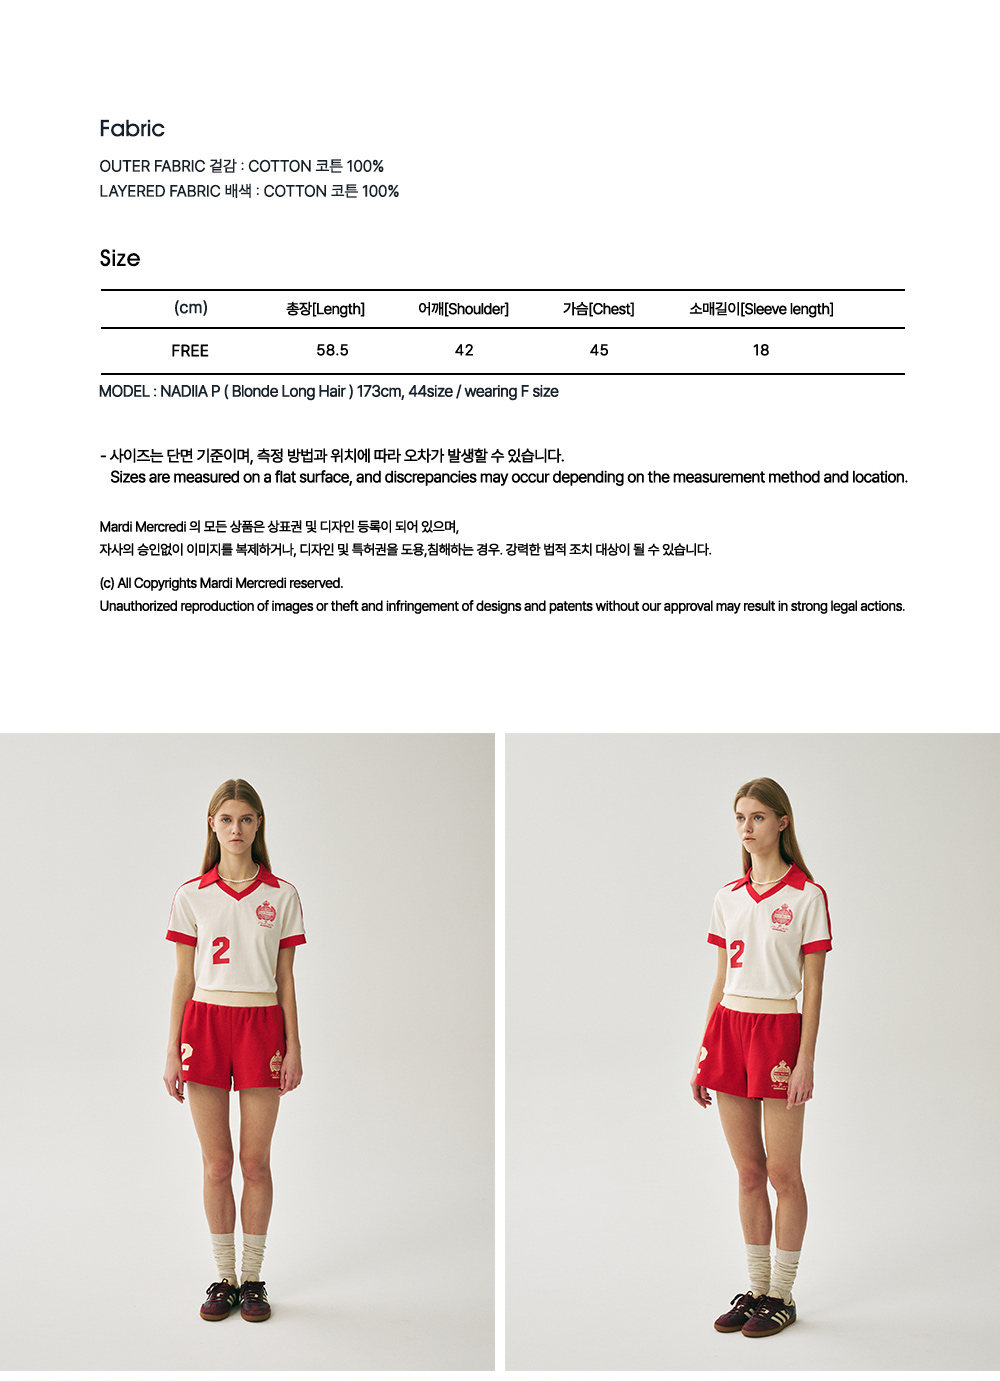 Fabric
OUTER FABRIC 겉감 : COTTON 코튼 100%
LAYERED FABRIC 배색 : COTTON 코튼 100%
Size
(cm) 총장[Length] 어깨[Shoulder] 가슴[Chest] 소매길이[Sleeve length]
FREE 58.5 42 45 18
MODEL : NADIIA P ( Blonde Long Hair ) 173cm, 44size / wearing F size
- 사이즈는 단면 기준이며, 측정 방법과 위치에 따라 오차가 발생할 수 있습니다.
Sizes are measured on a flat surface, and discrepancies may occur depending on the measurement method and location.
Mardi Mercredi 의 모든 상품은 상표권 및 디자인 등록이 되어 있으며,
자사의 승인없이 이미지를 복제하거나, 디자인 및 특허권을 도용,침해하는 경우. 강력한 법적 조치 대상이 될 수 있습니다.
(c) All Copyrights Mardi Mercredi reserved.
Unauthorized reproduction of images or theft and infringement of designs and patents without our approval may result in strong legal actions.
2
2
2
2